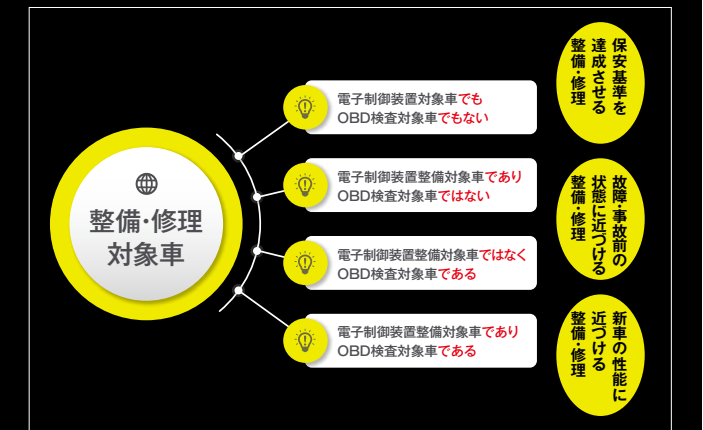 整備・修理
対象車
電子制御装置対象車でも
OBD検査対象車でもない
電子制御装置整備対象車であり
OBD検査対象車ではない
電子制御装置整備対象車ではなく
OBD検査対象車である
電子制御装置整備対象車であり
OBD検査対象車である
保安基準を
達成させる
整備・修理
故障・事故前の
状態に近づける
整備・修理
新車の性能に
近づける
整備・修理